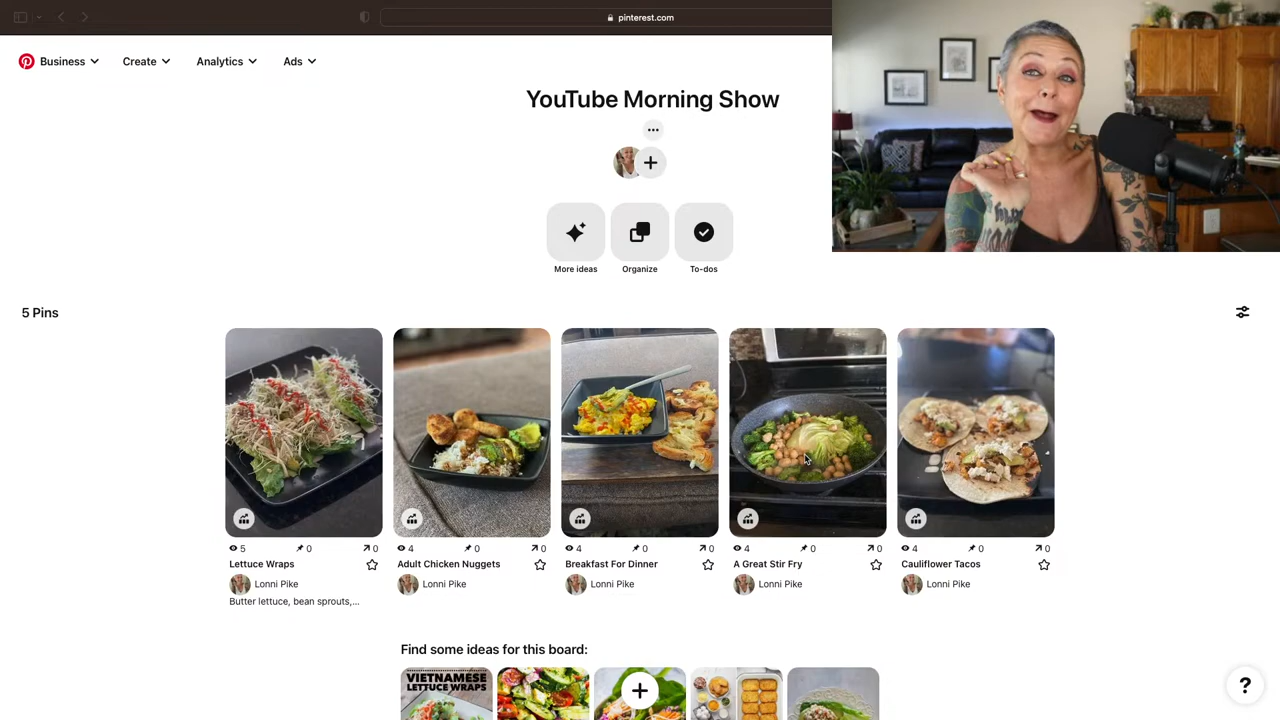 pinterest.com
Business Create Analytics Ads
YouTube Morning Show
More ideas Organize To-dos
5 Pins
5 0 0
Lettuce Wraps
Lonni Pike
Butter lettuce, bean sprouts,...
4 0 0
Adult Chicken Nuggets
Lonni Pike
4 0 0
Breakfast For Dinner
Lonni Pike
4 0 0
A Great Stir Fry
Lonni Pike
4 0 0
Cauliflower Tacos
Lonni Pike
Find some ideas for this board:
VIETNAMESE
LETTUCE WRAPS
?